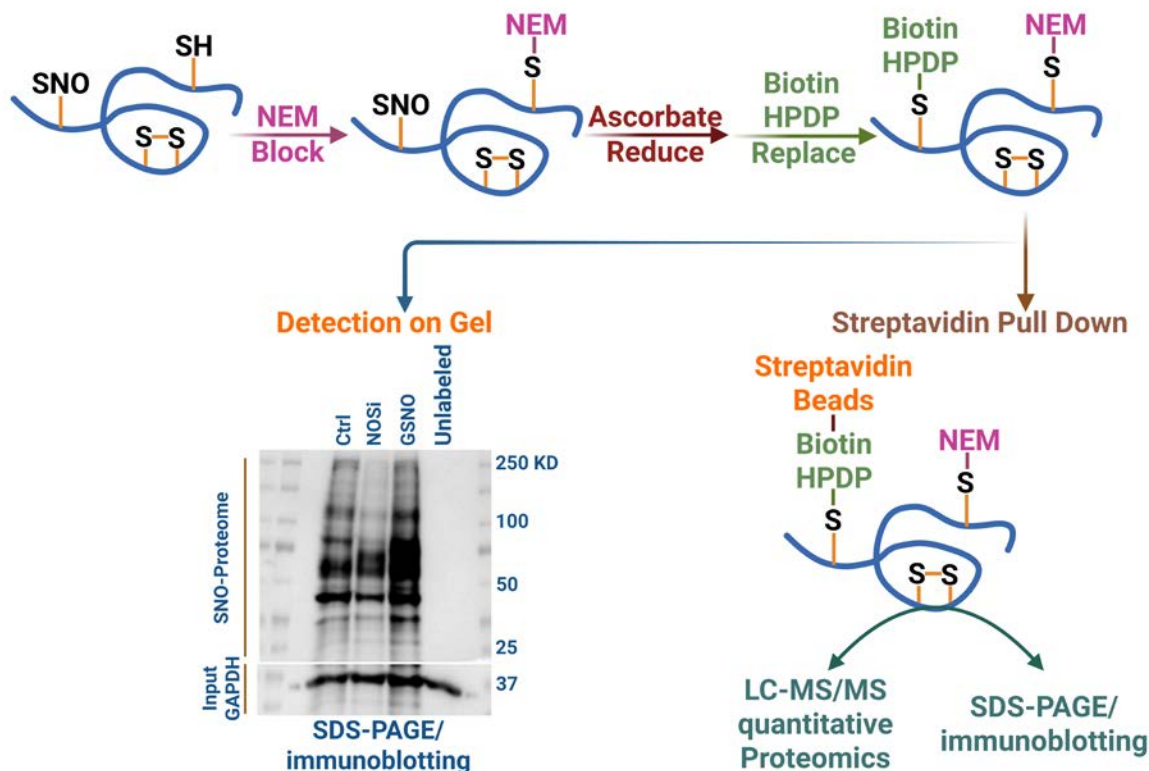 SNO
SH
S–S
NEM
Block
NEM
S
SNO
S–S
Ascorbate
Reduce
Biotin
HPDP
Replace
Biotin
HPDP
S
NEM
S
S–S
Detection on Gel
Ctrl
NOSi
GSNO
Unlabeled
SNO-Proteome
250 KD
100
50
25
Input
GAPDH
37
SDS-PAGE/
immunoblotting
Streptavidin Pull Down
Streptavidin
Beads
Biotin
HPDP
S
NEM
S
S–S
LC-MS/MS
quantitative
Proteomics
SDS-PAGE/
immunoblotting